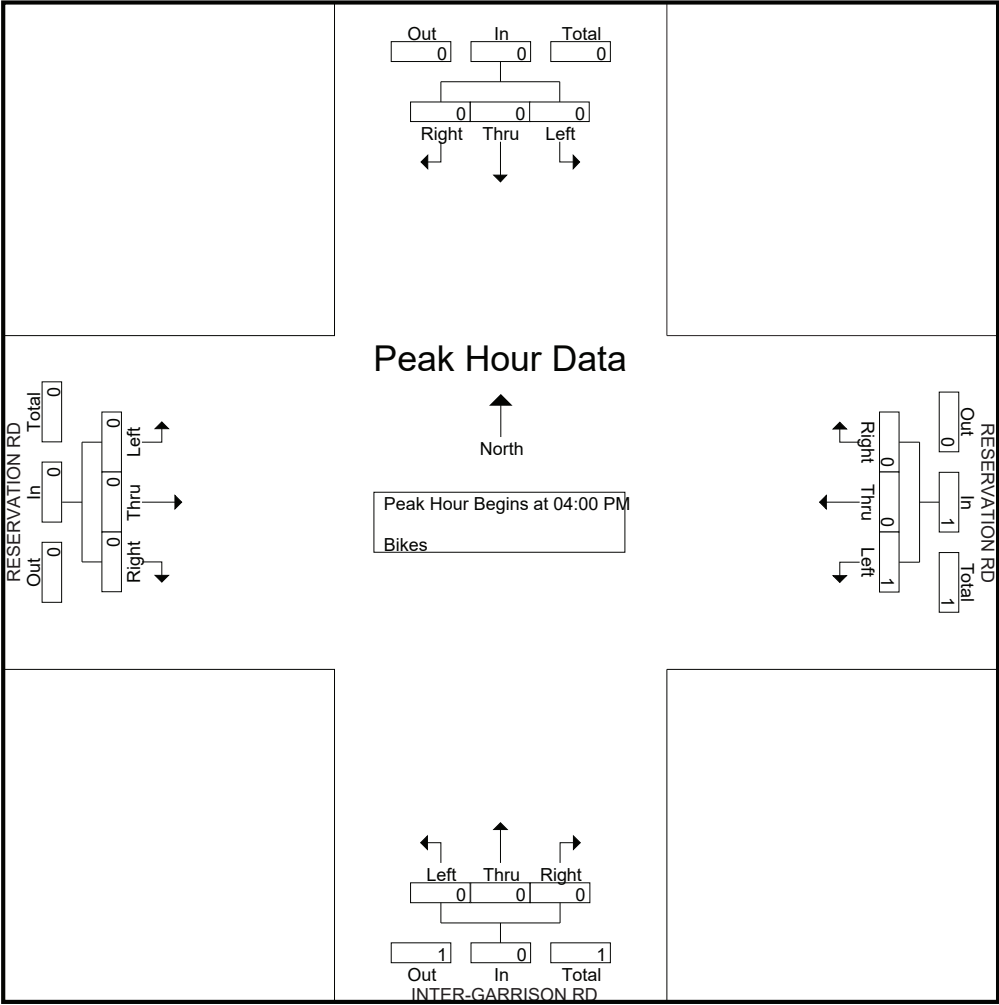 Out In Total
0 0 0
0 0 0
Right Thru Left
Peak Hour Data
North
Peak Hour Begins at 04:00 PM
Bikes
RESERVATION RD
Total In Out
0 0 0
0 0 0
Left Thru Right
RESERVATION RD
Out In Total
0 1 1
0 0 1
Right Thru Left
Left Thru Right
0 0 0
1 0 1
Out In Total
INTER-GARRISON RD